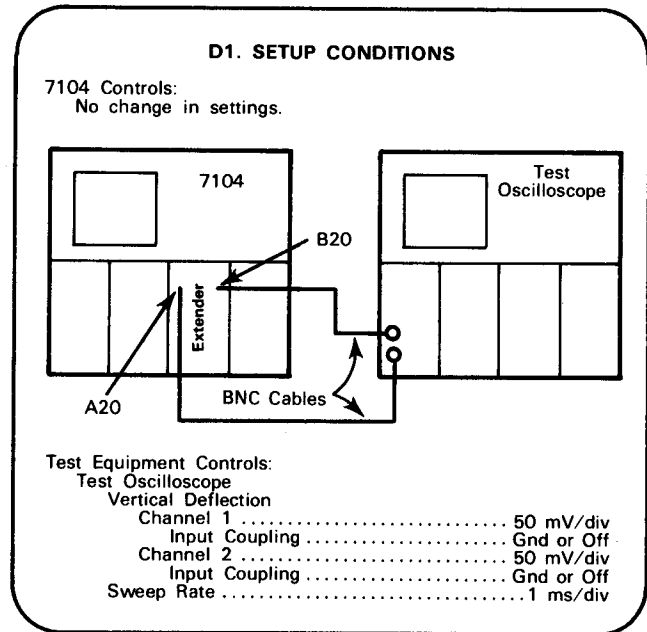 D1. SETUP CONDITIONS
7104 Controls:
No change in settings.
7104
Test
Oscilloscope
B20
Extender
A20
BNC Cables
Test Equipment Controls:
Test Oscilloscope
Vertical Deflection
Channel 1 .............................. 50 mV/div
Input Coupling ...................... Gnd or Off
Channel 2 .............................. 50 mV/div
Input Coupling ...................... Gnd or Off
Sweep Rate .................................. 1 ms/div